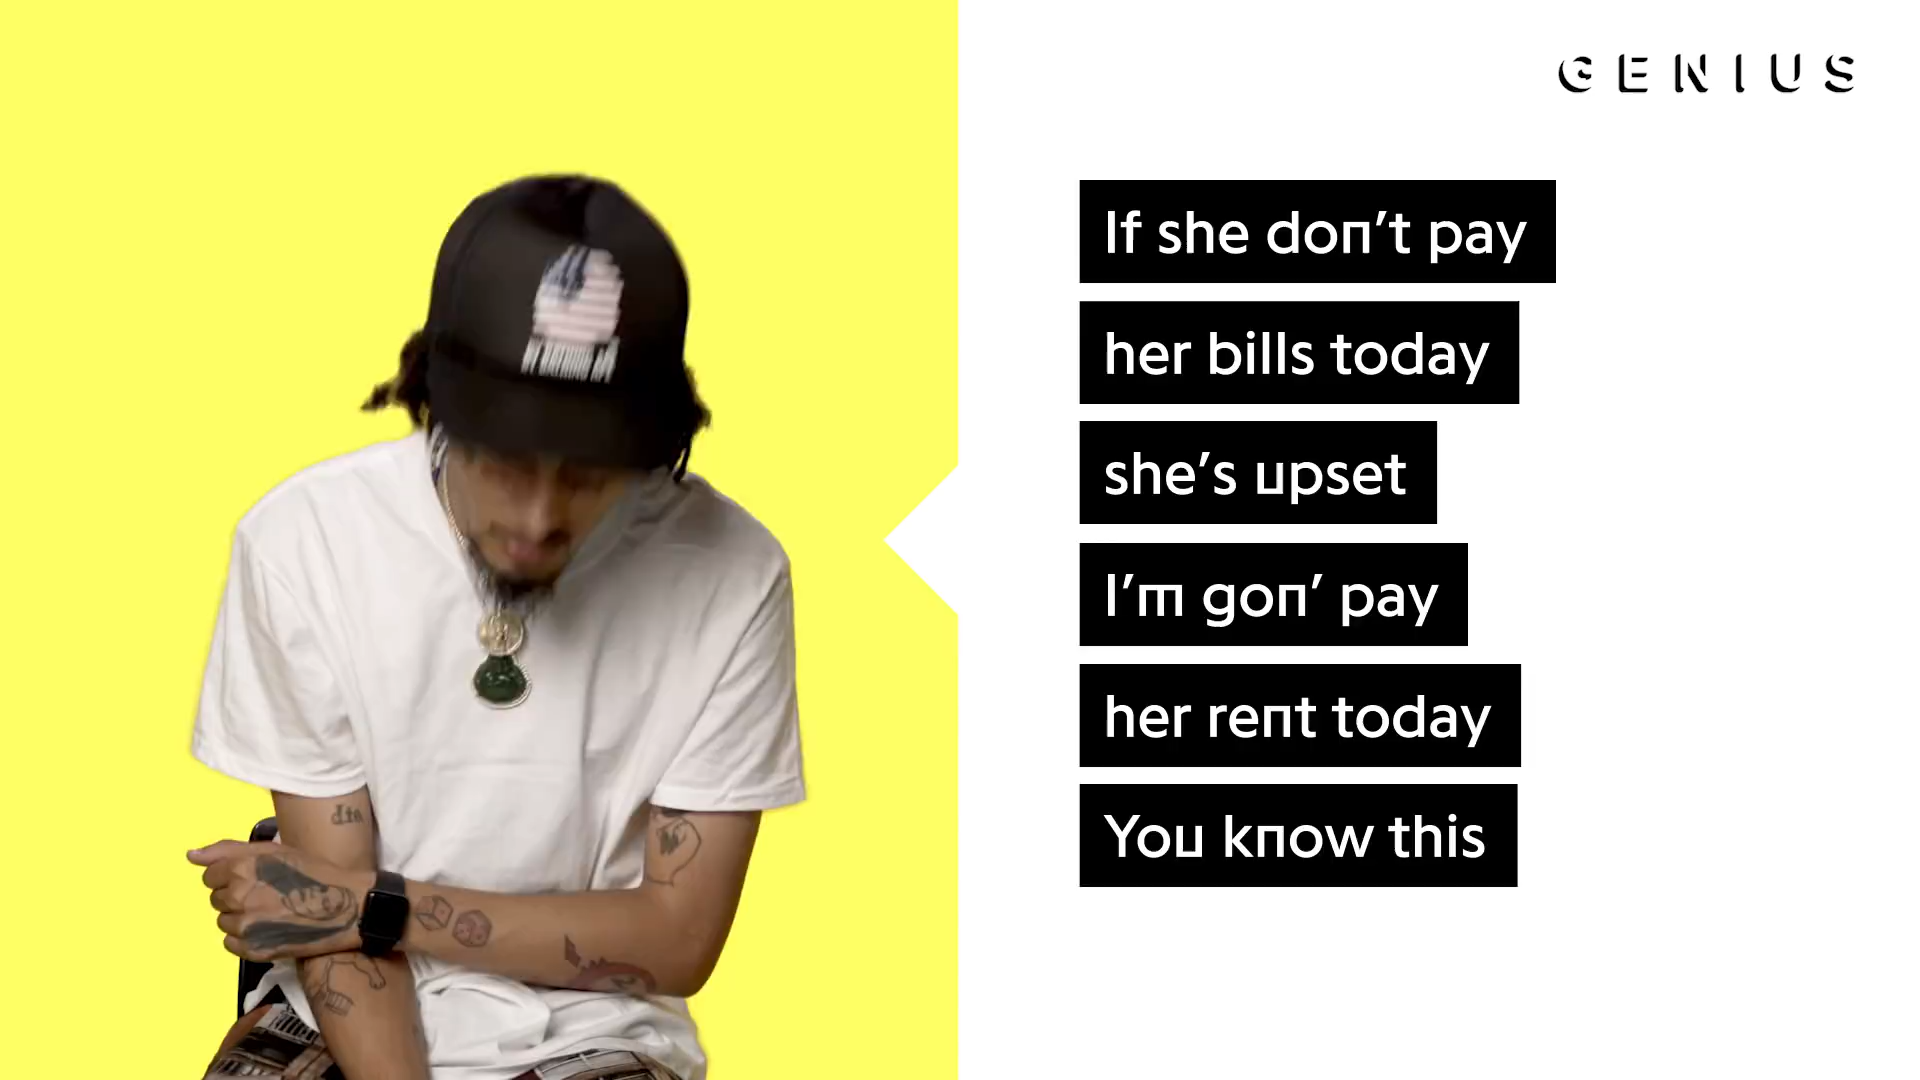 GENIUS
If she don't pay
her bills today
she's upset
I'm gon' pay
her rent today
You know this